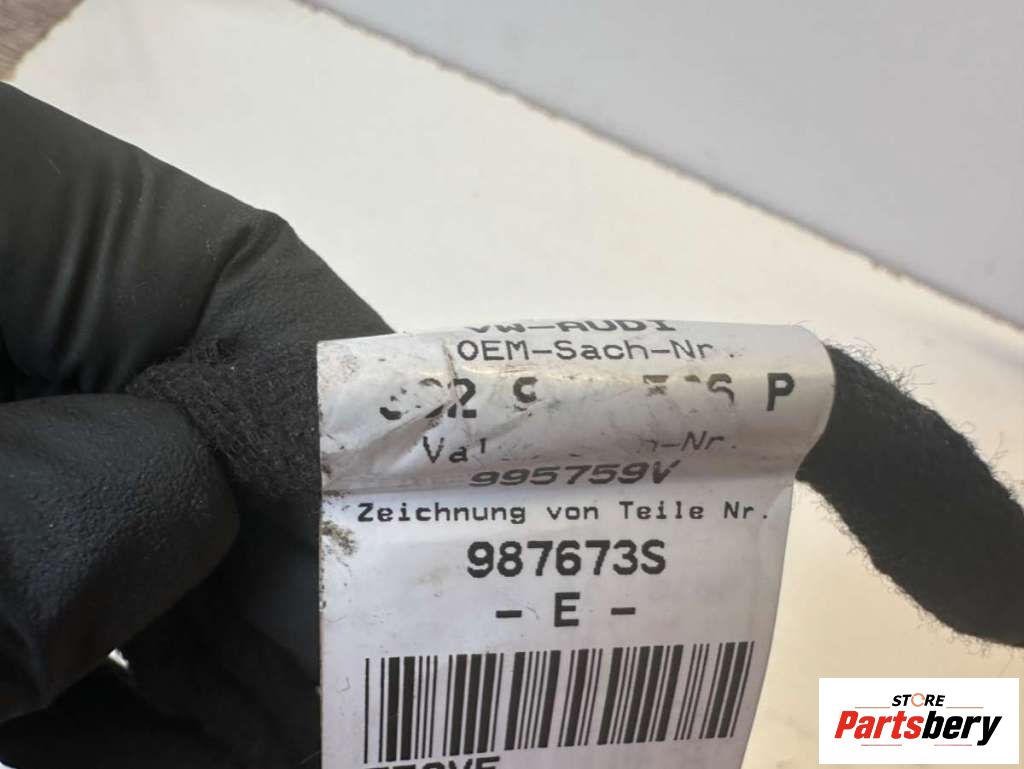 VW-AUDI
OEM-Sach-Nr.
P
995759V
Zeichnung von Teile Nr.
987673S
- E -
STORE
Partsbery